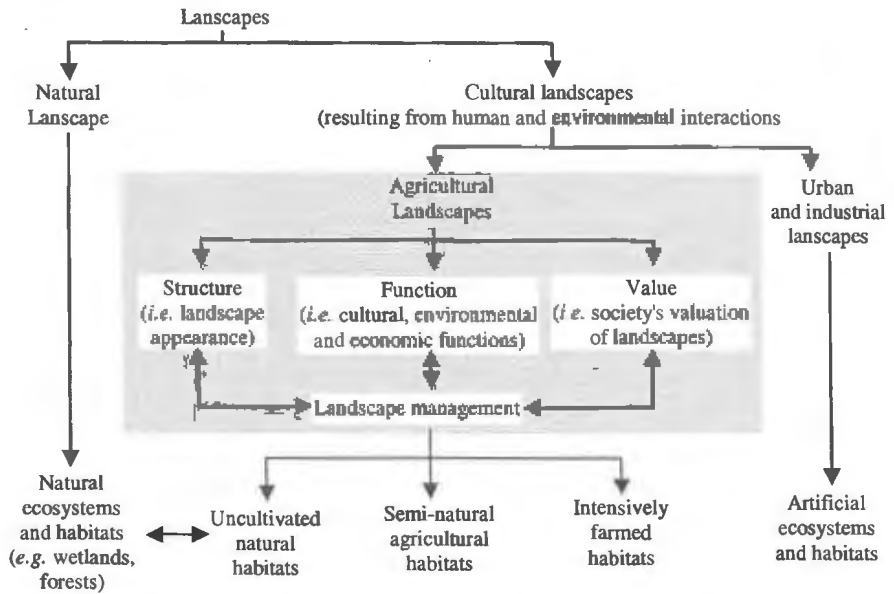 Lanscapes
Natural
Lanscape
Cultural landscapes
(resulting from human and environmental interactions
Agricultural
Landscapes
Urban
and industrial
lanscapes
Structure
(i.e. landscape
appearance)
Function
(i.e. cultural, environmental
and economic functions)
Value
(i e. society's valuation
of landscapes)
Landscape management
Natural
ecosystems
and habitats
(e.g. wetlands,
forests)
Uncultivated
natural
habitats
Semi-natural
agricultural
habitats
Intensively
farmed
habitats
Artificial
ecosystems
and habitats